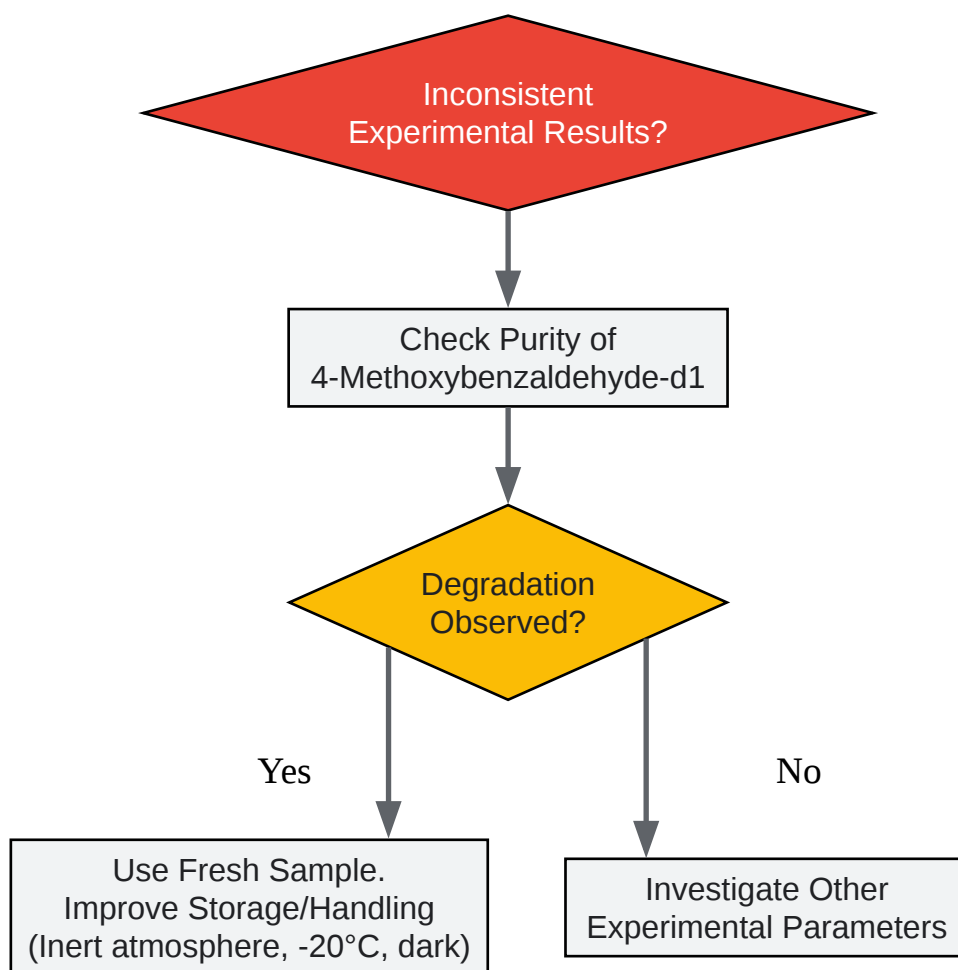 Inconsistent
Experimental Results?
Check Purity of
4-Methoxybenzaldehyde-d1
Degradation
Observed?
Yes
No
Use Fresh Sample.
Improve Storage/Handling
(Inert atmosphere, -20°C, dark)
Investigate Other
Experimental Parameters